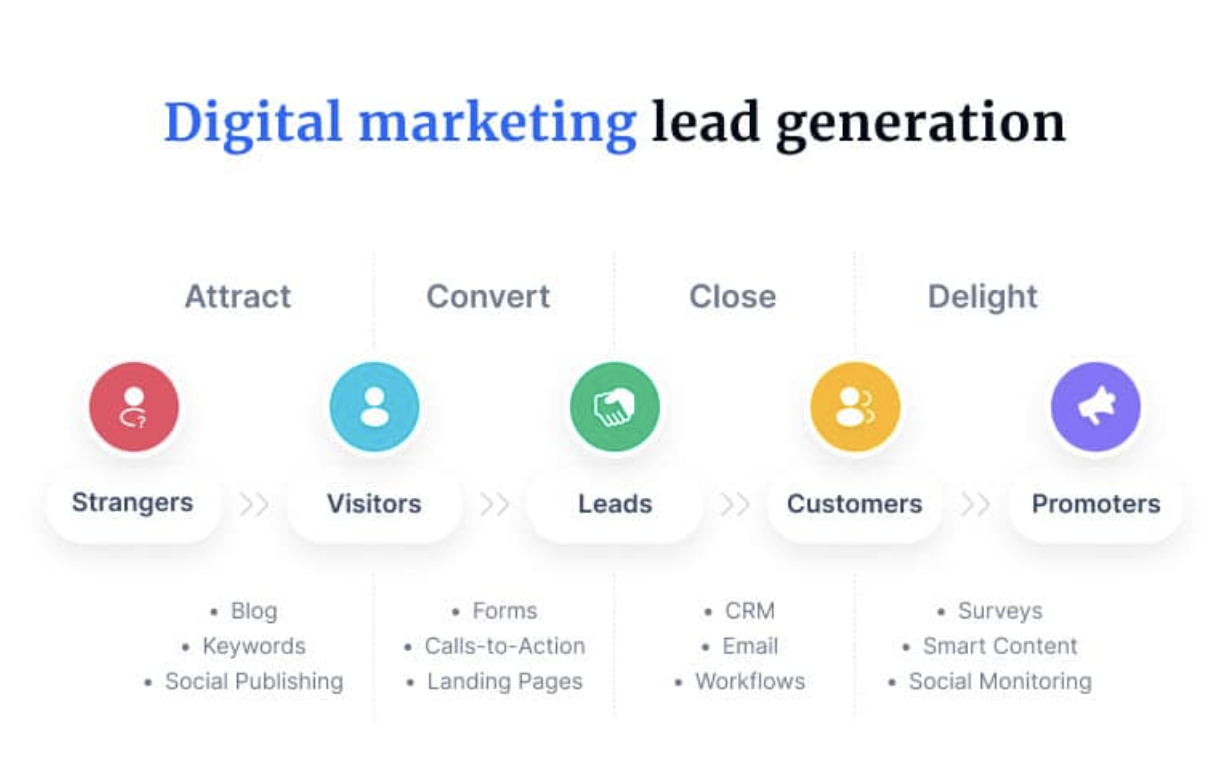 Digital marketing lead generation
Attract
Convert
Close
Delight
?
Strangers
Visitors
Leads
Customers
Promoters
• Blog
• Keywords
• Social Publishing
• Forms
• Calls-to-Action
• Landing Pages
• CRM
• Email
• Workflows
• Surveys
• Smart Content
• Social Monitoring